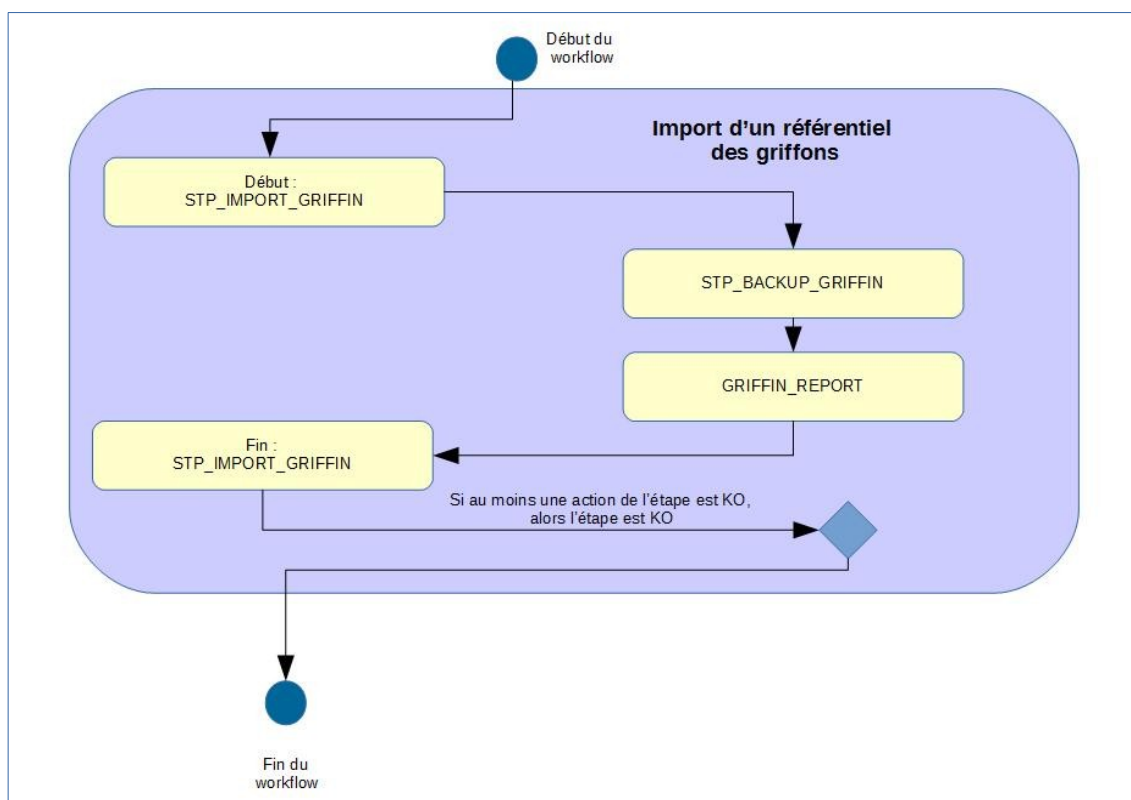 Début du
workflow
Import d’un référentiel
des griffons
Début :
STP_IMPORT_GRIFFIN
STP_BACKUP_GRIFFIN
GRIFFIN_REPORT
Fin :
STP_IMPORT_GRIFFIN
Si au moins une action de l’étape est KO,
alors l’étape est KO
Fin du
workflow